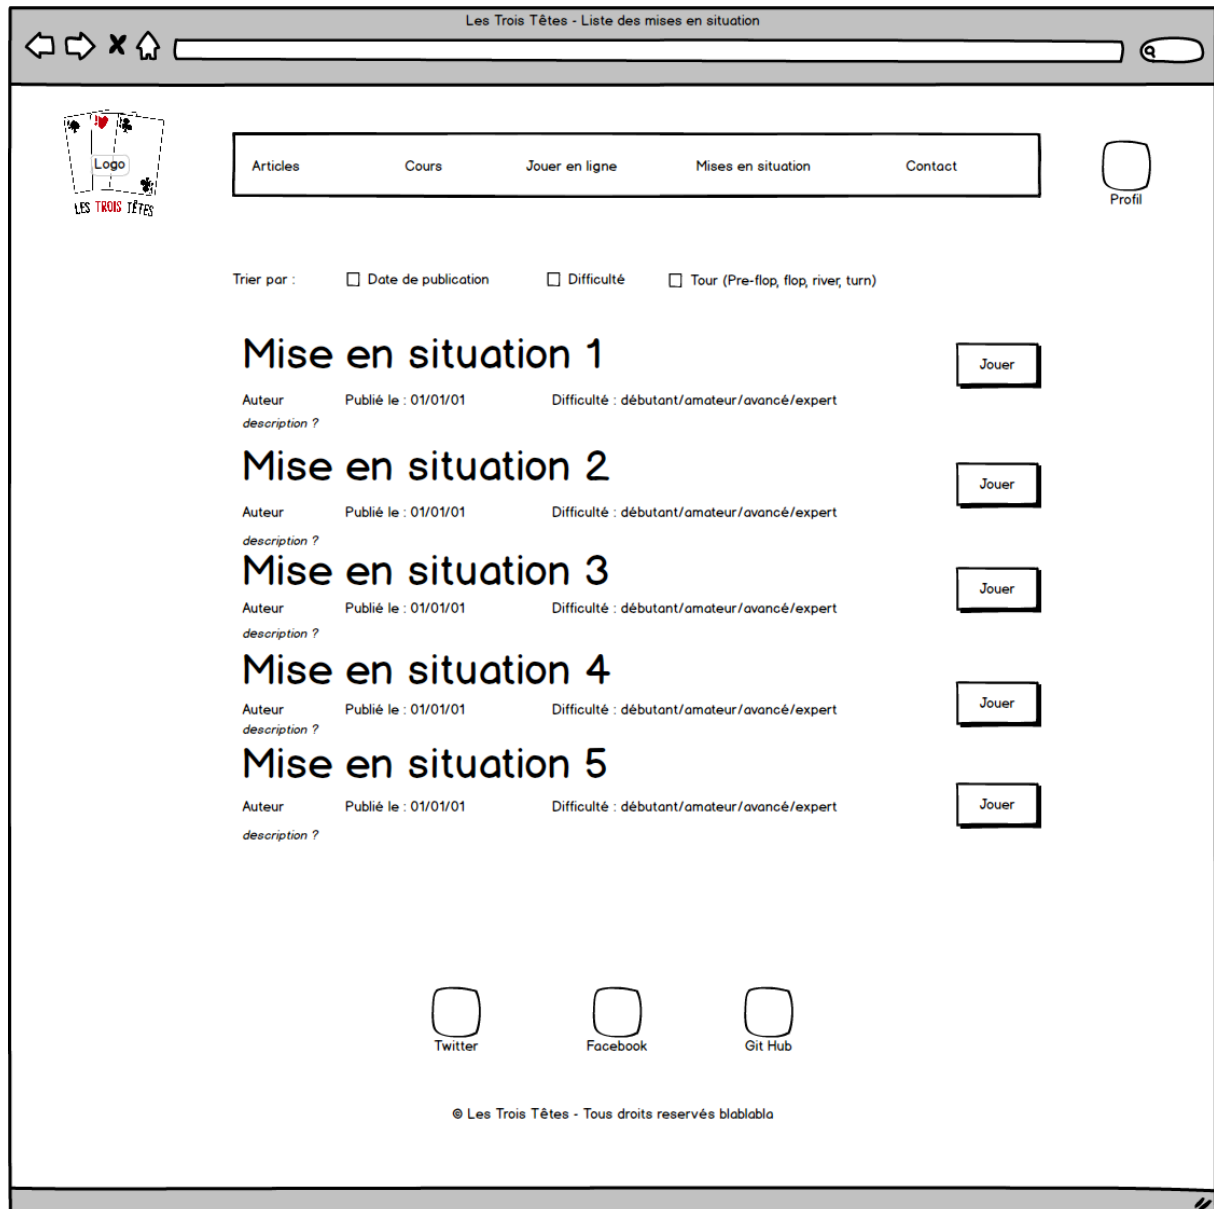 Les Trois Têtes - Liste des mises en situation
Logo
LES TROIS TÊTES
Articles Cours Jouer en ligne Mises en situation Contact
Profil
Trier par : Date de publication Difficulté Tour (Pre-flop, flop, river, turn)
Mise en situation 1
Jouer
Auteur Publié le : 01/01/01 Difficulté : débutant/amateur/avancé/expert
description ?
Mise en situation 2
Jouer
Auteur Publié le : 01/01/01 Difficulté : débutant/amateur/avancé/expert
description ?
Mise en situation 3
Jouer
Auteur Publié le : 01/01/01 Difficulté : débutant/amateur/avancé/expert
description ?
Mise en situation 4
Jouer
Auteur Publié le : 01/01/01 Difficulté : débutant/amateur/avancé/expert
description ?
Mise en situation 5
Jouer
Auteur Publié le : 01/01/01 Difficulté : débutant/amateur/avancé/expert
description ?
Twitter Facebook Git Hub
© Les Trois Têtes - Tous droits reservés blablabla